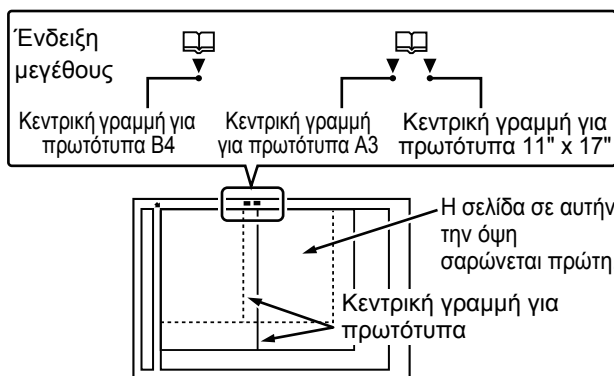 Ένδειξη
μεγέθους
Κεντρική γραμμή για
πρωτότυπα B4
Κεντρική γραμμή
για πρωτότυπα A3
Κεντρική γραμμή για
πρωτότυπα 11" x 17"
Η σελίδα σε αυτήν
την όψη
σαρώνεται πρώτη
Κεντρική γραμμή για
πρωτότυπα